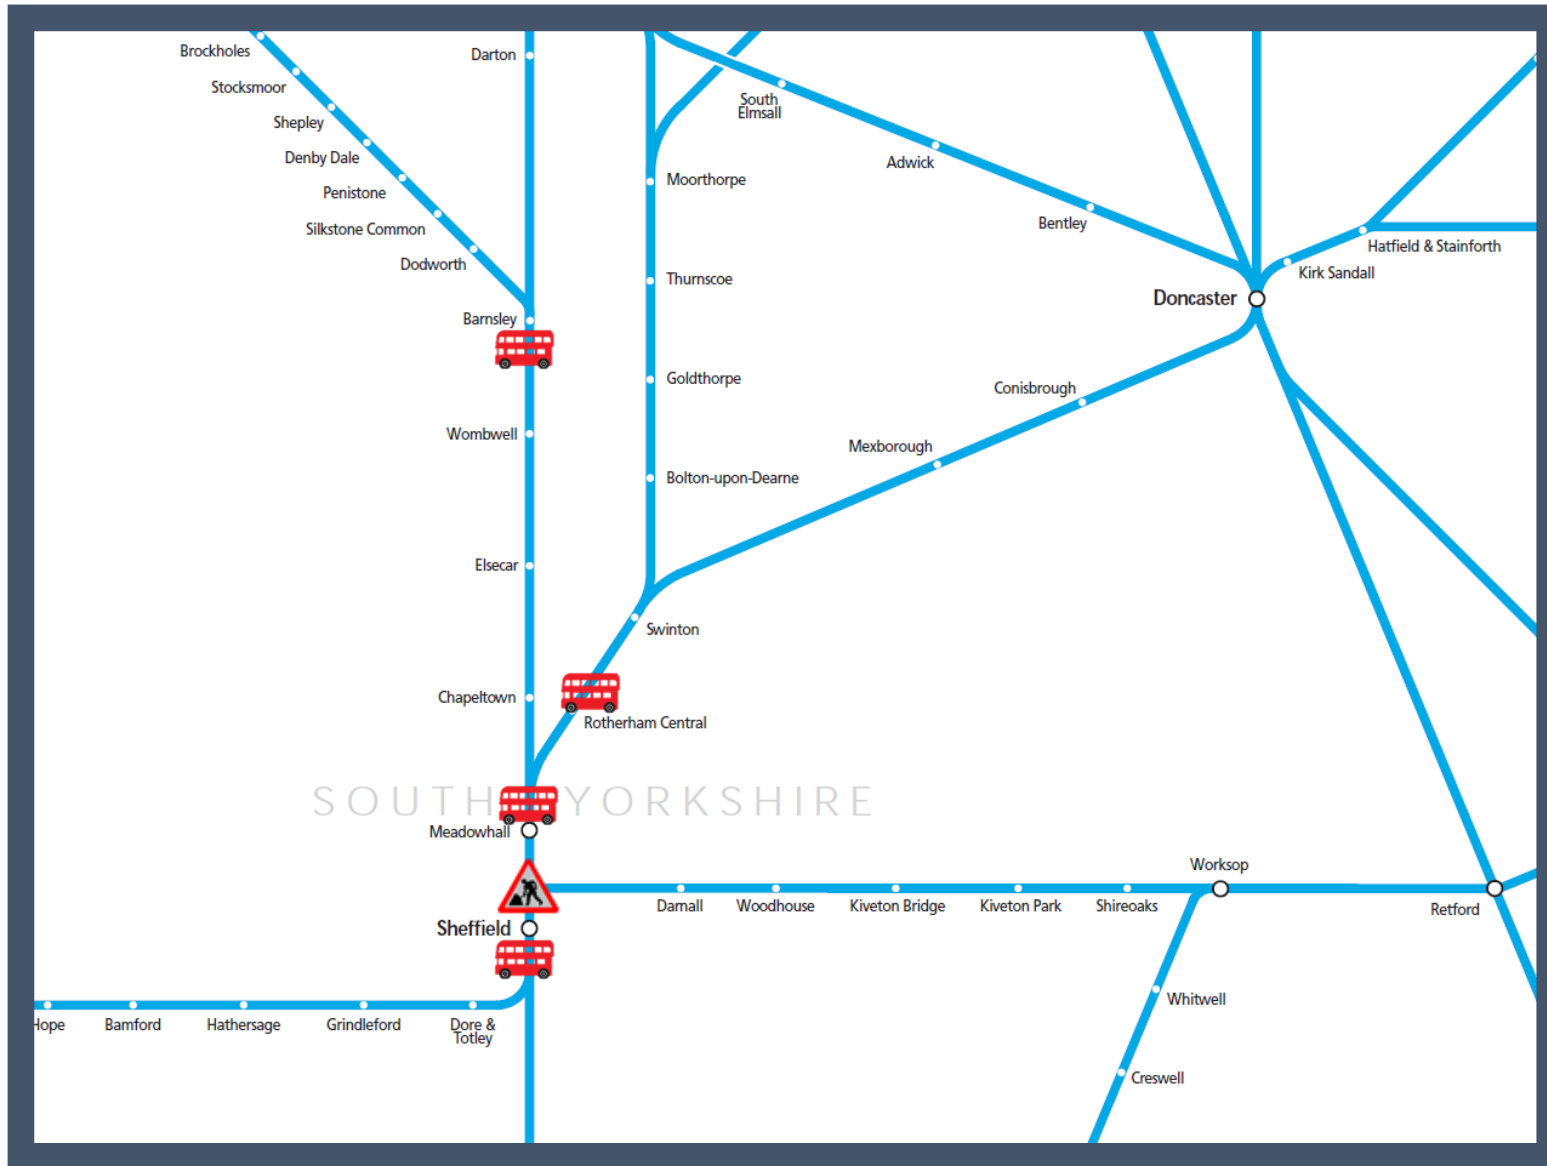 Brockholes
Darton
Stocksmoor
South
Elmsall
Shepley
Denby Dale
Adwick
Penistone
Moorthorpe
Silkstone Common
Bentley
Hatfield & Stainforth
Dodworth
Kirk Sandall
Thurnscoe
Doncaster
Barnsley
Goldthorpe
Conisbrough
Wombwell
Mexborough
Bolton-upon-Dearne
Elsecar
Swinton
Chapeltown
Rotherham Central
SOUTH YORKSHIRE
Meadowhall
Worksop
Darnall
Woodhouse
Kiveton Bridge
Kiveton Park
Shireoaks
Retford
Sheffield
Whitwell
Hope
Bamford
Hathersage
Grindleford
Dore &
Totley
Creswell